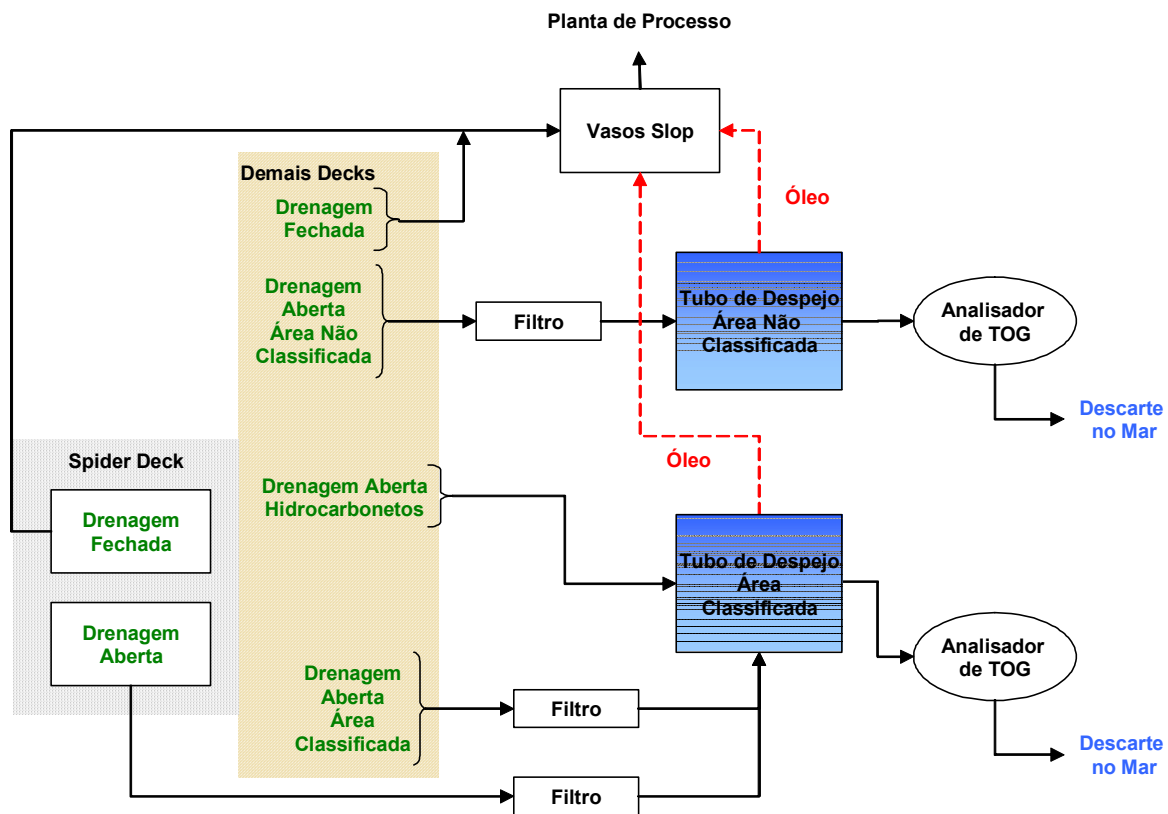 Planta de Processo
Vasos Slop
Demais Decks
Drenagem
Fechada
Óleo
Drenagem
Aberta
Área Não
Classificada
Filtro
Tubo de Despejo
Área Não
Classificada
Analisador
de TOG
Descarte
no Mar
Spider Deck
Drenagem
Fechada
Drenagem Aberta
Hidrocarbonetos
Óleo
Tubo de Despejo
Área
Classificada
Drenagem
Aberta
Analisador
de TOG
Drenagem
Aberta
Área
Classificada
Filtro
Descarte
no Mar
Filtro